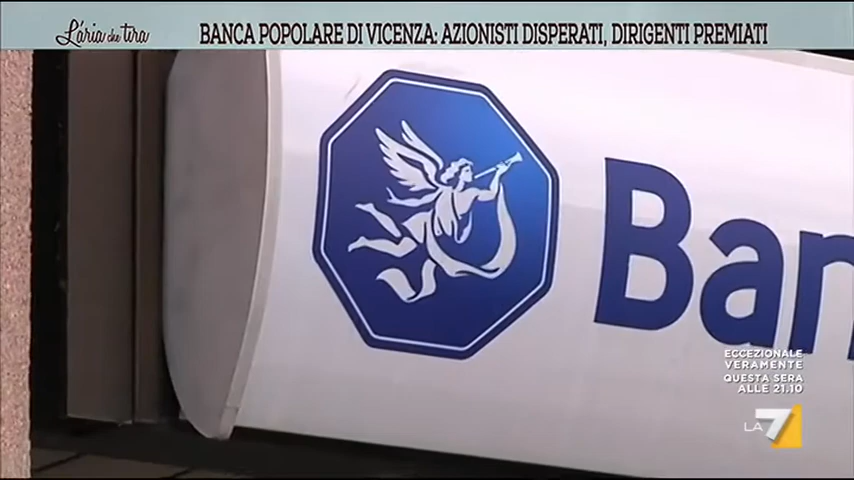 L'aria che tira
BANCA POPOLARE DI VICENZA: AZIONISTI DISPERATI, DIRIGENTI PREMIATI
Ban
ECCEZIONALE
VERAMENTE
QUESTA SERA
ALLE 21.10
LA7